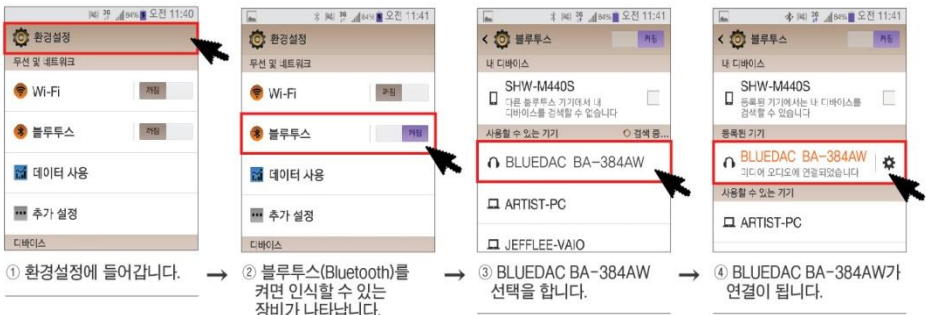 3G 84% 오전 11:40
환경설정
무선 및 네트워크
Wi-Fi 꺼짐
블루투스 꺼짐
데이터 사용
추가 설정
디바이스
① 환경설정에 들어갑니다.
→
3G 84% 오전 11:41
환경설정
무선 및 네트워크
Wi-Fi 꺼짐
블루투스 켜짐
데이터 사용
추가 설정
디바이스
② 블루투스(Bluetooth)를
켜면 인식할 수 있는
장비가 나타납니다.
→
3G 84% 오전 11:41
블루투스 켜짐
내 디바이스
SHW-M440S
다른 블루투스 기기에서 내
디바이스를 검색할 수 없습니다
사용할 수 있는 기기 검색 중...
BLUEDAC BA-384AW
ARTIST-PC
JEFFLEE-VAIO
③ BLUEDAC BA-384AW
선택을 합니다.
→
3G 84% 오전 11:41
블루투스 켜짐
내 디바이스
SHW-M440S
등록된 기기에서는 내 디바이스를
검색할 수 있습니다
등록된 기기
BLUEDAC BA-384AW
미디어 오디오에 연결되었습니다
사용할 수 있는 기기
ARTIST-PC
④ BLUEDAC BA-384AW가
연결이 됩니다.